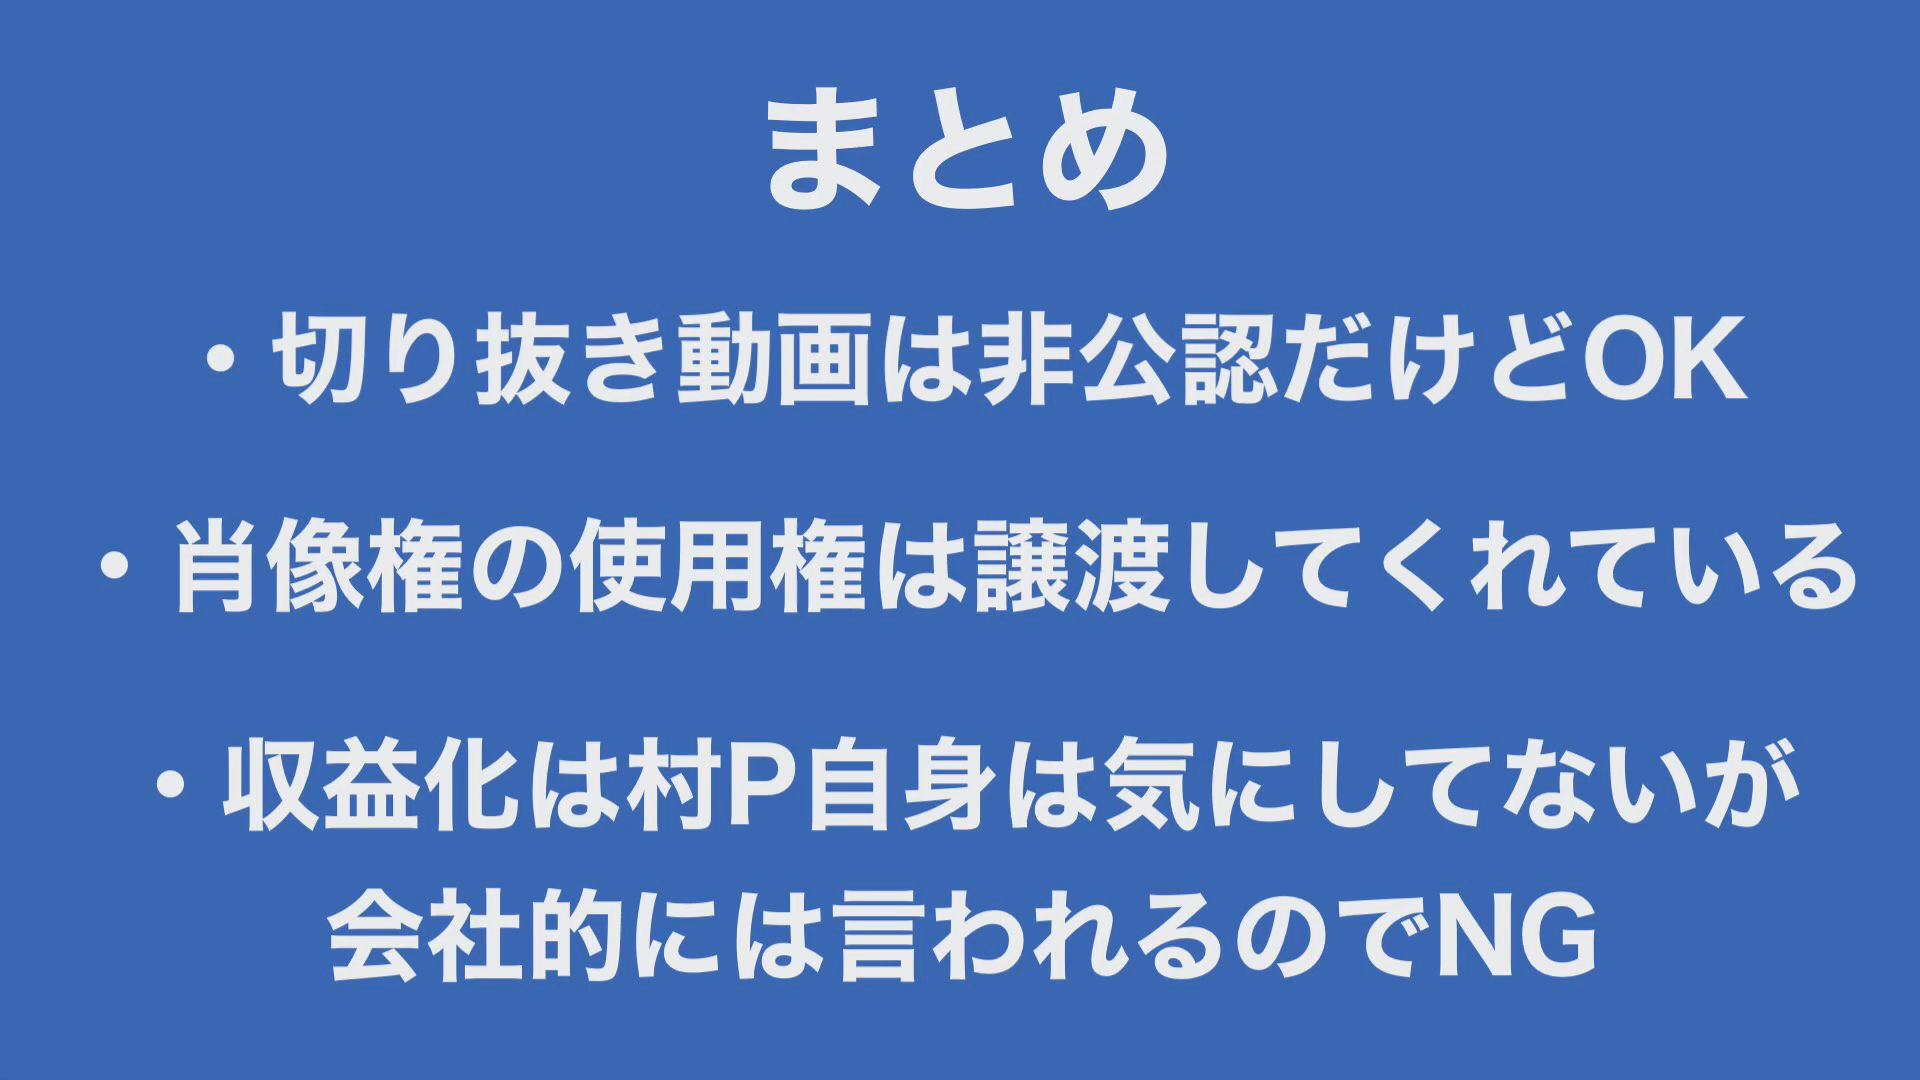 まとめ
・切り抜き動画は非公認だけどOK
・肖像権の使用権は譲渡してくれている
・収益化は村P自身は気にしてないが
会社的には言われるのでNG